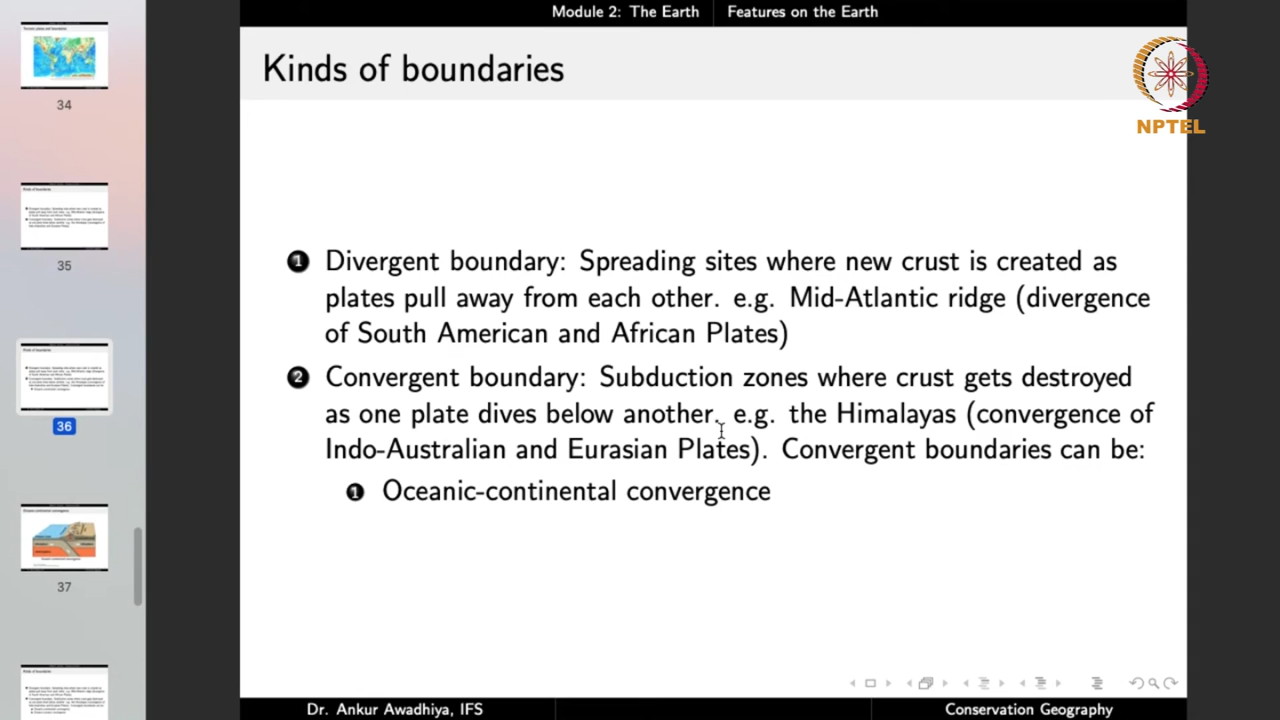 Module 2: The Earth
Features on the Earth
Kinds of boundaries
NPTEL
1 Divergent boundary: Spreading sites where new crust is created as
plates pull away from each other. e.g. Mid-Atlantic ridge (divergence
of South American and African Plates)
2 Convergent boundary: Subduction zones where crust gets destroyed
as one plate dives below another. e.g. the Himalayas (convergence of
Indo-Australian and Eurasian Plates). Convergent boundaries can be:
1 Oceanic-continental convergence
Dr. Ankur Awadhiya, IFS
Conservation Geography
34
35
36
37